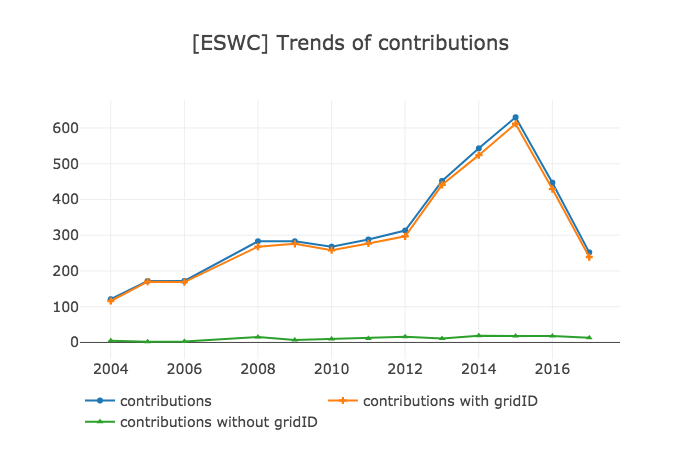 [ESWC] Trends of contributions
600
500
400
300
200
100
0
2004 2006 2008 2010 2012 2014 2016
contributions contributions with gridID
contributions without gridID